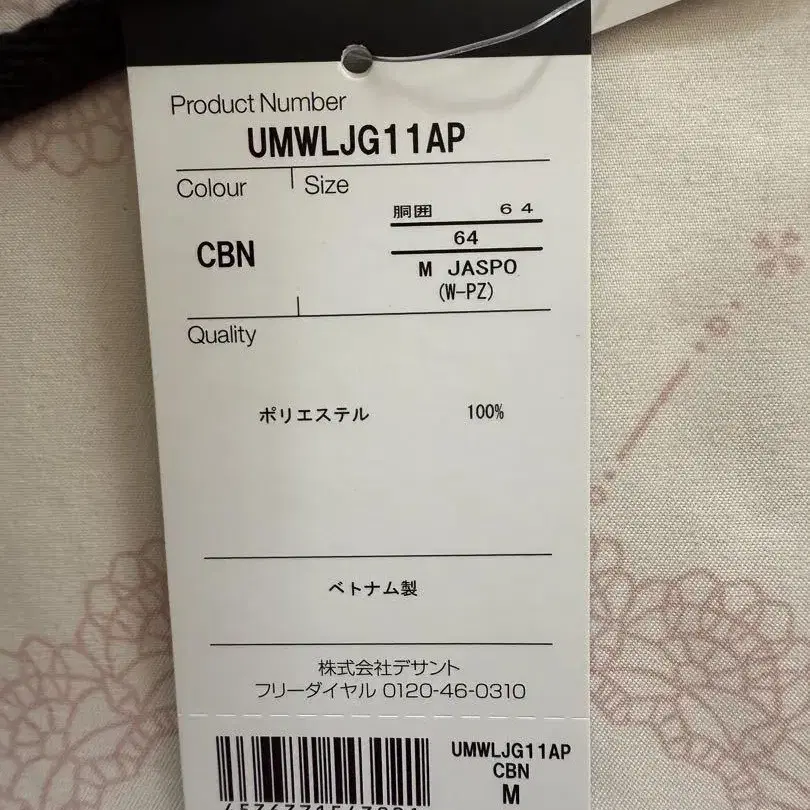 Product Number
UMWLJG11AP
Colour
Size
胴囲 64
64
CBN
M JASPO
(W-PZ)
Quality
ポリエステル 100%
ベトナム製
株式会社デサント
フリーダイヤル 0120-46-0310
UMWLJG11AP
CBN
M